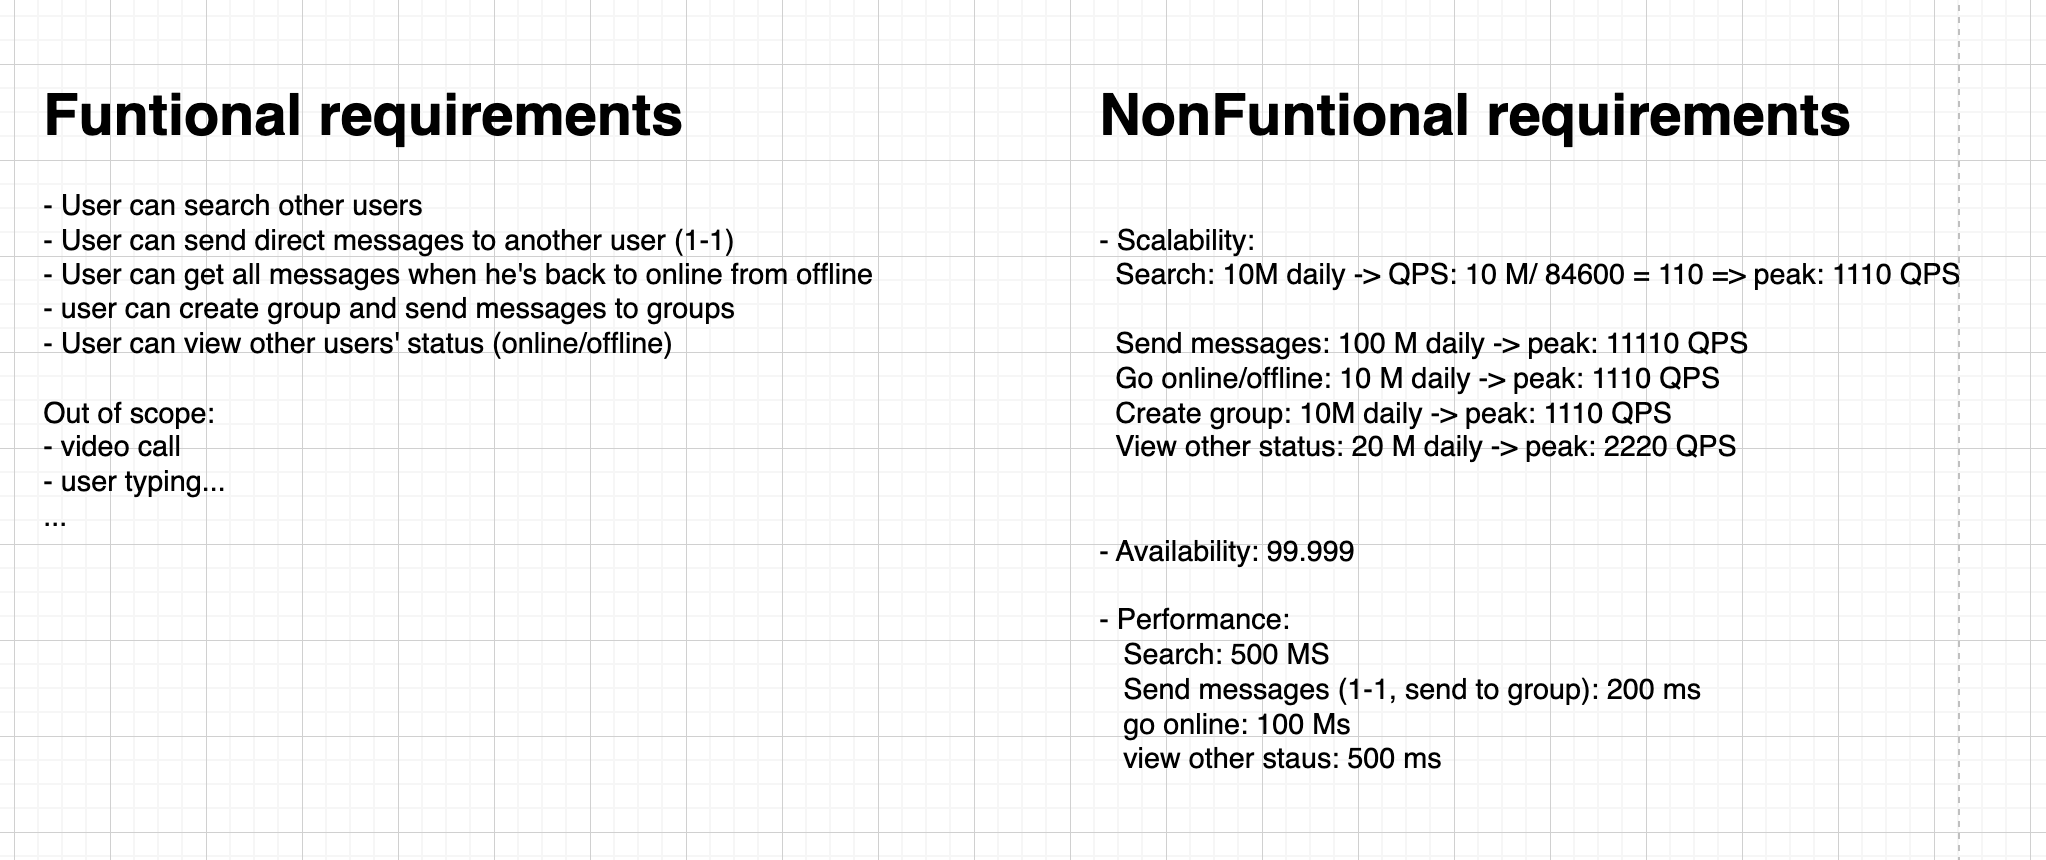 Funtional requirements
- User can search other users
- User can send direct messages to another user (1-1)
- User can get all messages when he's back to online from offline
- user can create group and send messages to groups
- User can view other users' status (online/offline)
Out of scope:
- video call
- user typing...
...
NonFuntional requirements
- Scalability:
Search: 10M daily -> QPS: 10 M/ 84600 = 110 => peak: 1110 QPS
Send messages: 100 M daily -> peak: 11110 QPS
Go online/offline: 10 M daily -> peak: 1110 QPS
Create group: 10M daily -> peak: 1110 QPS
View other status: 20 M daily -> peak: 2220 QPS
- Availability: 99.999
- Performance:
Search: 500 MS
Send messages (1-1, send to group): 200 ms
go online: 100 Ms
view other staus: 500 ms